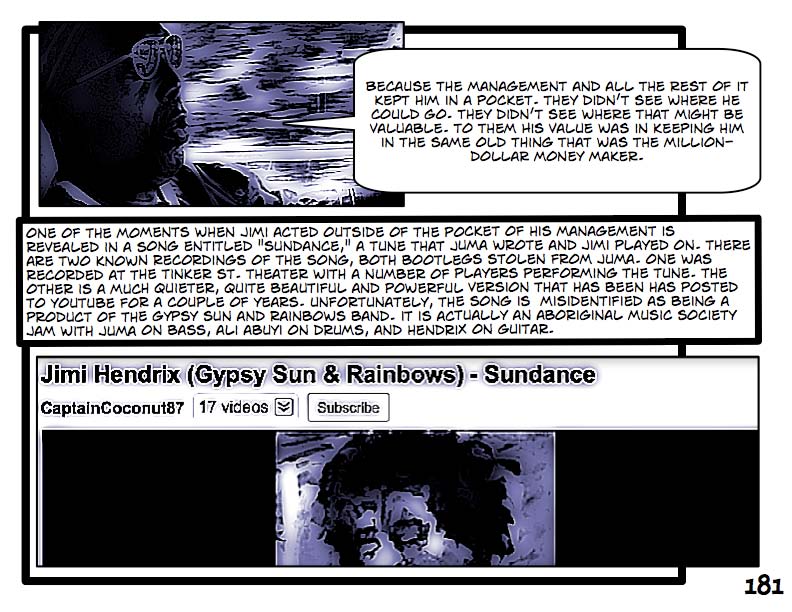 BECAUSE THE MANAGEMENT AND ALL THE REST OF IT
KEPT HIM IN A POCKET. THEY DIDN'T SEE WHERE HE
COULD GO. THEY DIDN'T SEE WHERE THAT MIGHT BE
VALUABLE. TO THEM HIS VALUE WAS IN KEEPING HIM
IN THE SAME OLD THING THAT WAS THE MILLION-
DOLLAR MONEY MAKER.
ONE OF THE MOMENTS WHEN JIMI ACTED OUTSIDE OF THE POCKET OF HIS MANAGEMENT IS
REVEALED IN A SONG ENTITLED "SUNDANCE," A TUNE THAT JUMA WROTE AND JIMI PLAYED ON. THERE
ARE TWO KNOWN RECORDINGS OF THE SONG, BOTH BOOTLEGS STOLEN FROM JUMA. ONE WAS
RECORDED AT THE TINKER ST. THEATER WITH A NUMBER OF PLAYERS PERFORMING THE TUNE. THE
OTHER IS A MUCH QUIETER, QUITE BEAUTIFUL AND POWERFUL VERSION THAT HAS BEEN HAS POSTED
TO YOUTUBE FOR A COUPLE OF YEARS. UNFORTUNATELY, THE SONG IS MISIDENTIFIED AS BEING A
PRODUCT OF THE GYPSY SUN AND RAINBOWS BAND. IT IS ACTUALLY AN ABORIGINAL MUSIC SOCIETY
JAM WITH JUMA ON BASS, ALI ABUYI ON DRUMS, AND HENDRIX ON GUITAR.
Jimi Hendrix (Gypsy Sun & Rainbows) - Sundance
CaptainCoconut87 17 videos Subscribe
181